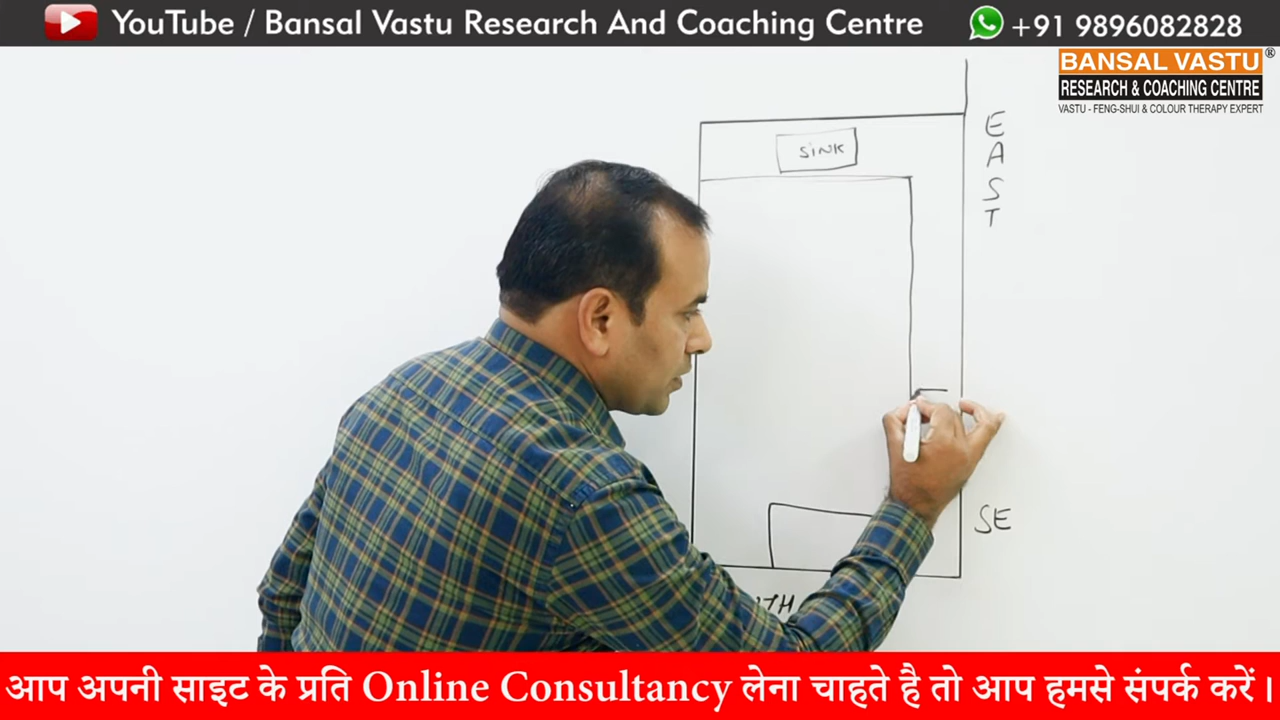 YouTube / Bansal Vastu Research And Coaching Centre
+91 9896082828
BANSAL VASTU®
RESEARCH & COACHING CENTRE
VASTU - FENG-SHUI & COLOUR THERAPY EXPERT
SINK
EAST
SE
आप अपनी साइट के प्रति Online Consultancy लेना चाहते है तो आप हमसे संपर्क करें।